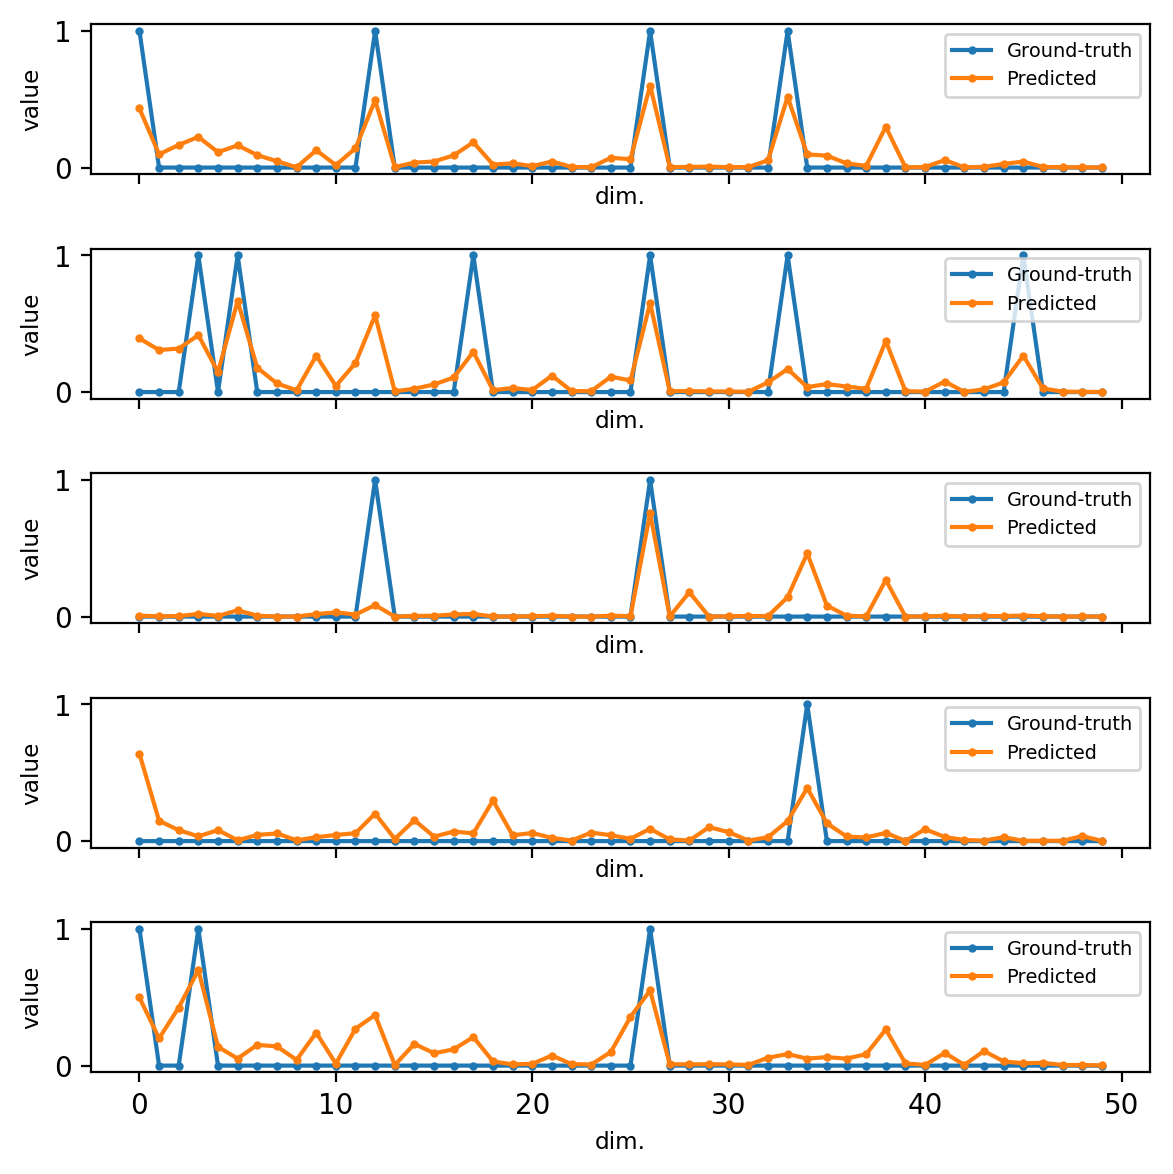 1
Ground-truth
Predicted
value
0
dim.
1
Ground-truth
Predicted
value
0
dim.
1
Ground-truth
Predicted
value
0
dim.
1
Ground-truth
Predicted
value
0
dim.
1
Ground-truth
Predicted
value
0
0 10 20 30 40 50
dim.